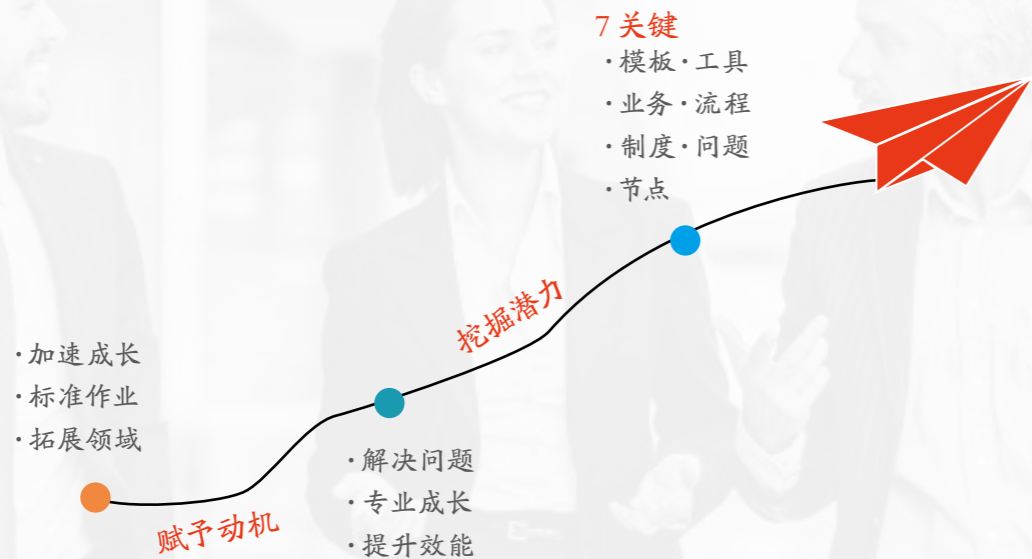 7关键
·模板·工具
·业务·流程
·制度·问题
·节点
挖掘潜力
·加速成长
·标准作业
·拓展领域
·解决问题
·专业成长
·提升效能
赋予动机